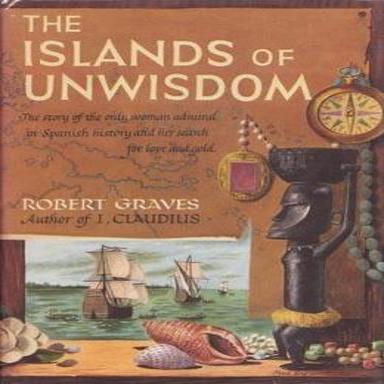 THE
ISLANDS OF
UNWISDOM
The story of the only woman admiral
in Spanish history and her search
for love and gold.
ROBERT GRAVES
Author of I, CLAUDIUS